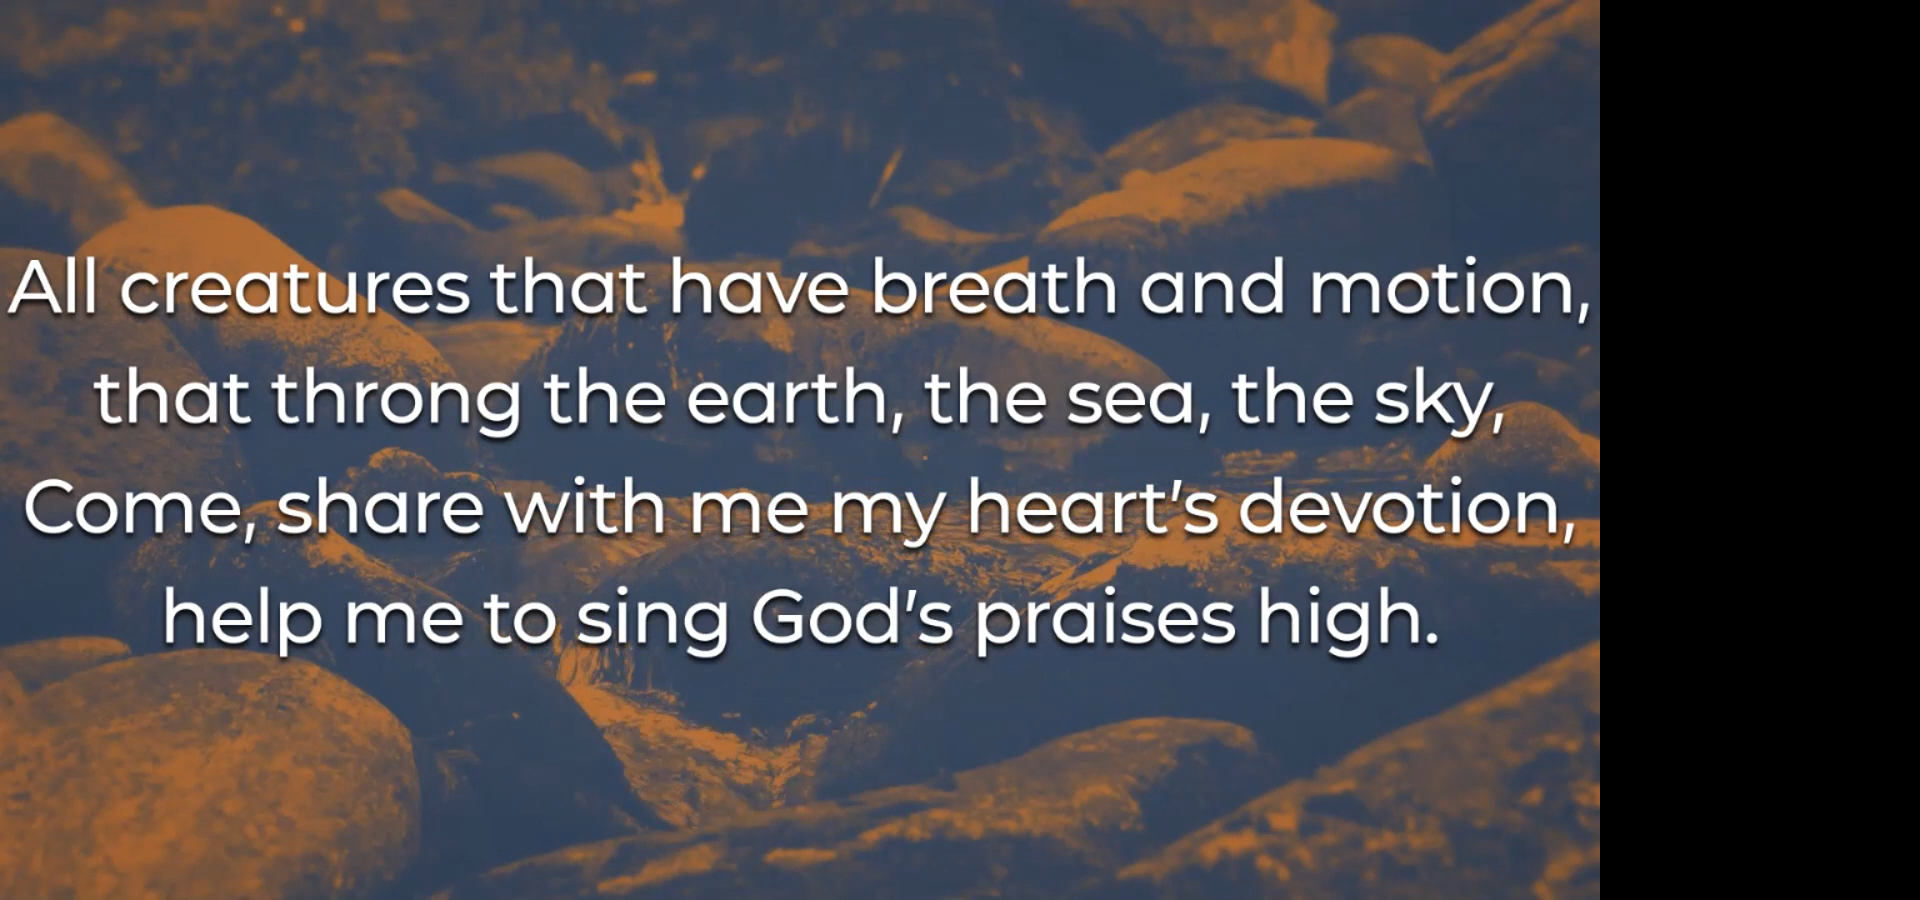 All creatures that have breath and motion,
that throng the earth, the sea, the sky,
Come, share with me my heart’s devotion,
help me to sing God’s praises high.